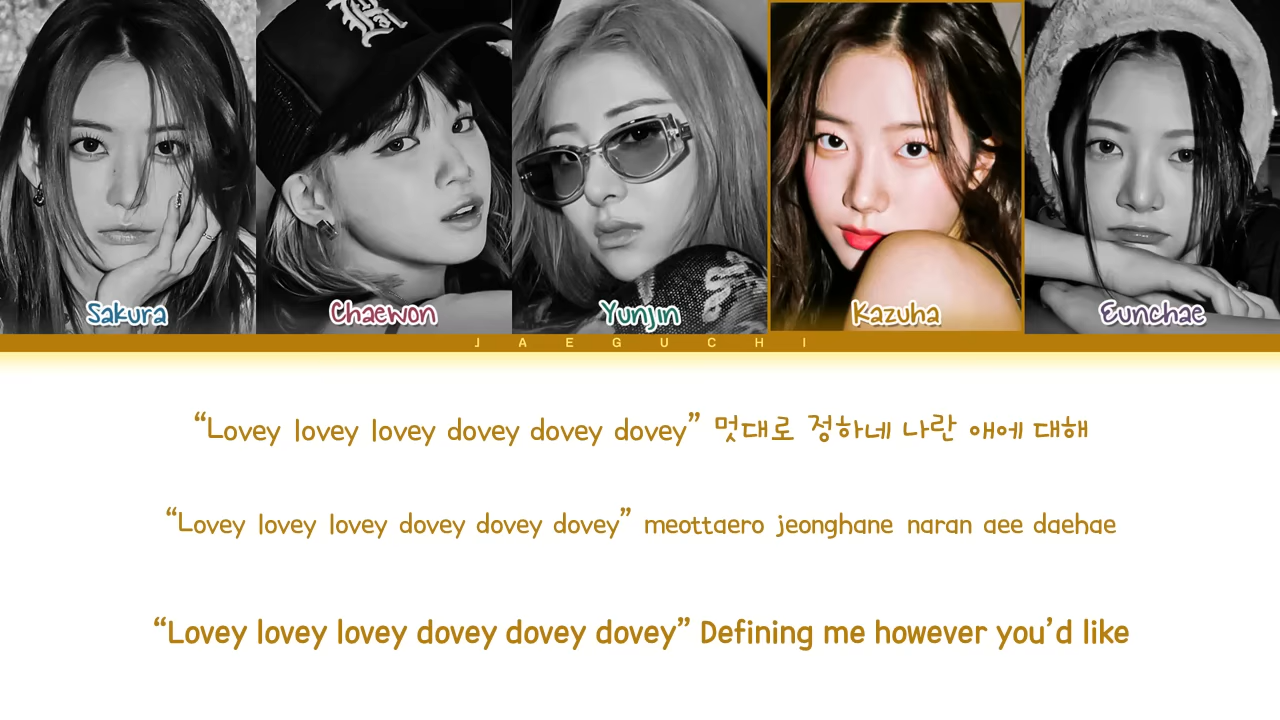 Sakura
Chaewon
Yunjin
Kazuha
Eunchae
JAEGUCHI
“Lovey lovey lovey dovey dovey dovey” 멋대로 정하네 나란 애에 대해
“Lovey lovey lovey dovey dovey dovey” meottaero jeonghane naran aee daehae
“Lovey lovey lovey dovey dovey dovey” Defining me however you’d like